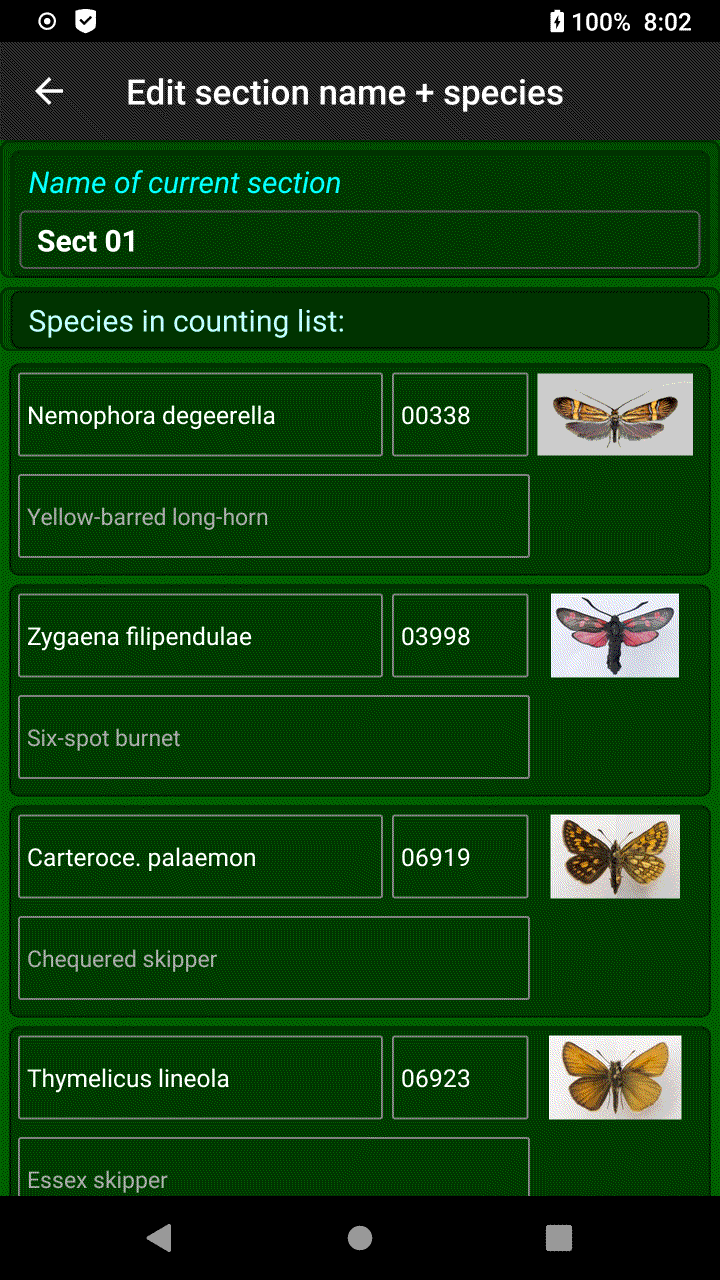 100% 8:02
Edit section name + species
Name of current section
Sect 01
Species in counting list:
Nemophora degeerella 00338
Yellow-barred long-horn
Zygaena filipendulae 03998
Six-spot burnet
Carteroce. palaemon 06919
Chequered skipper
Thymelicus lineola 06923
Essex skipper